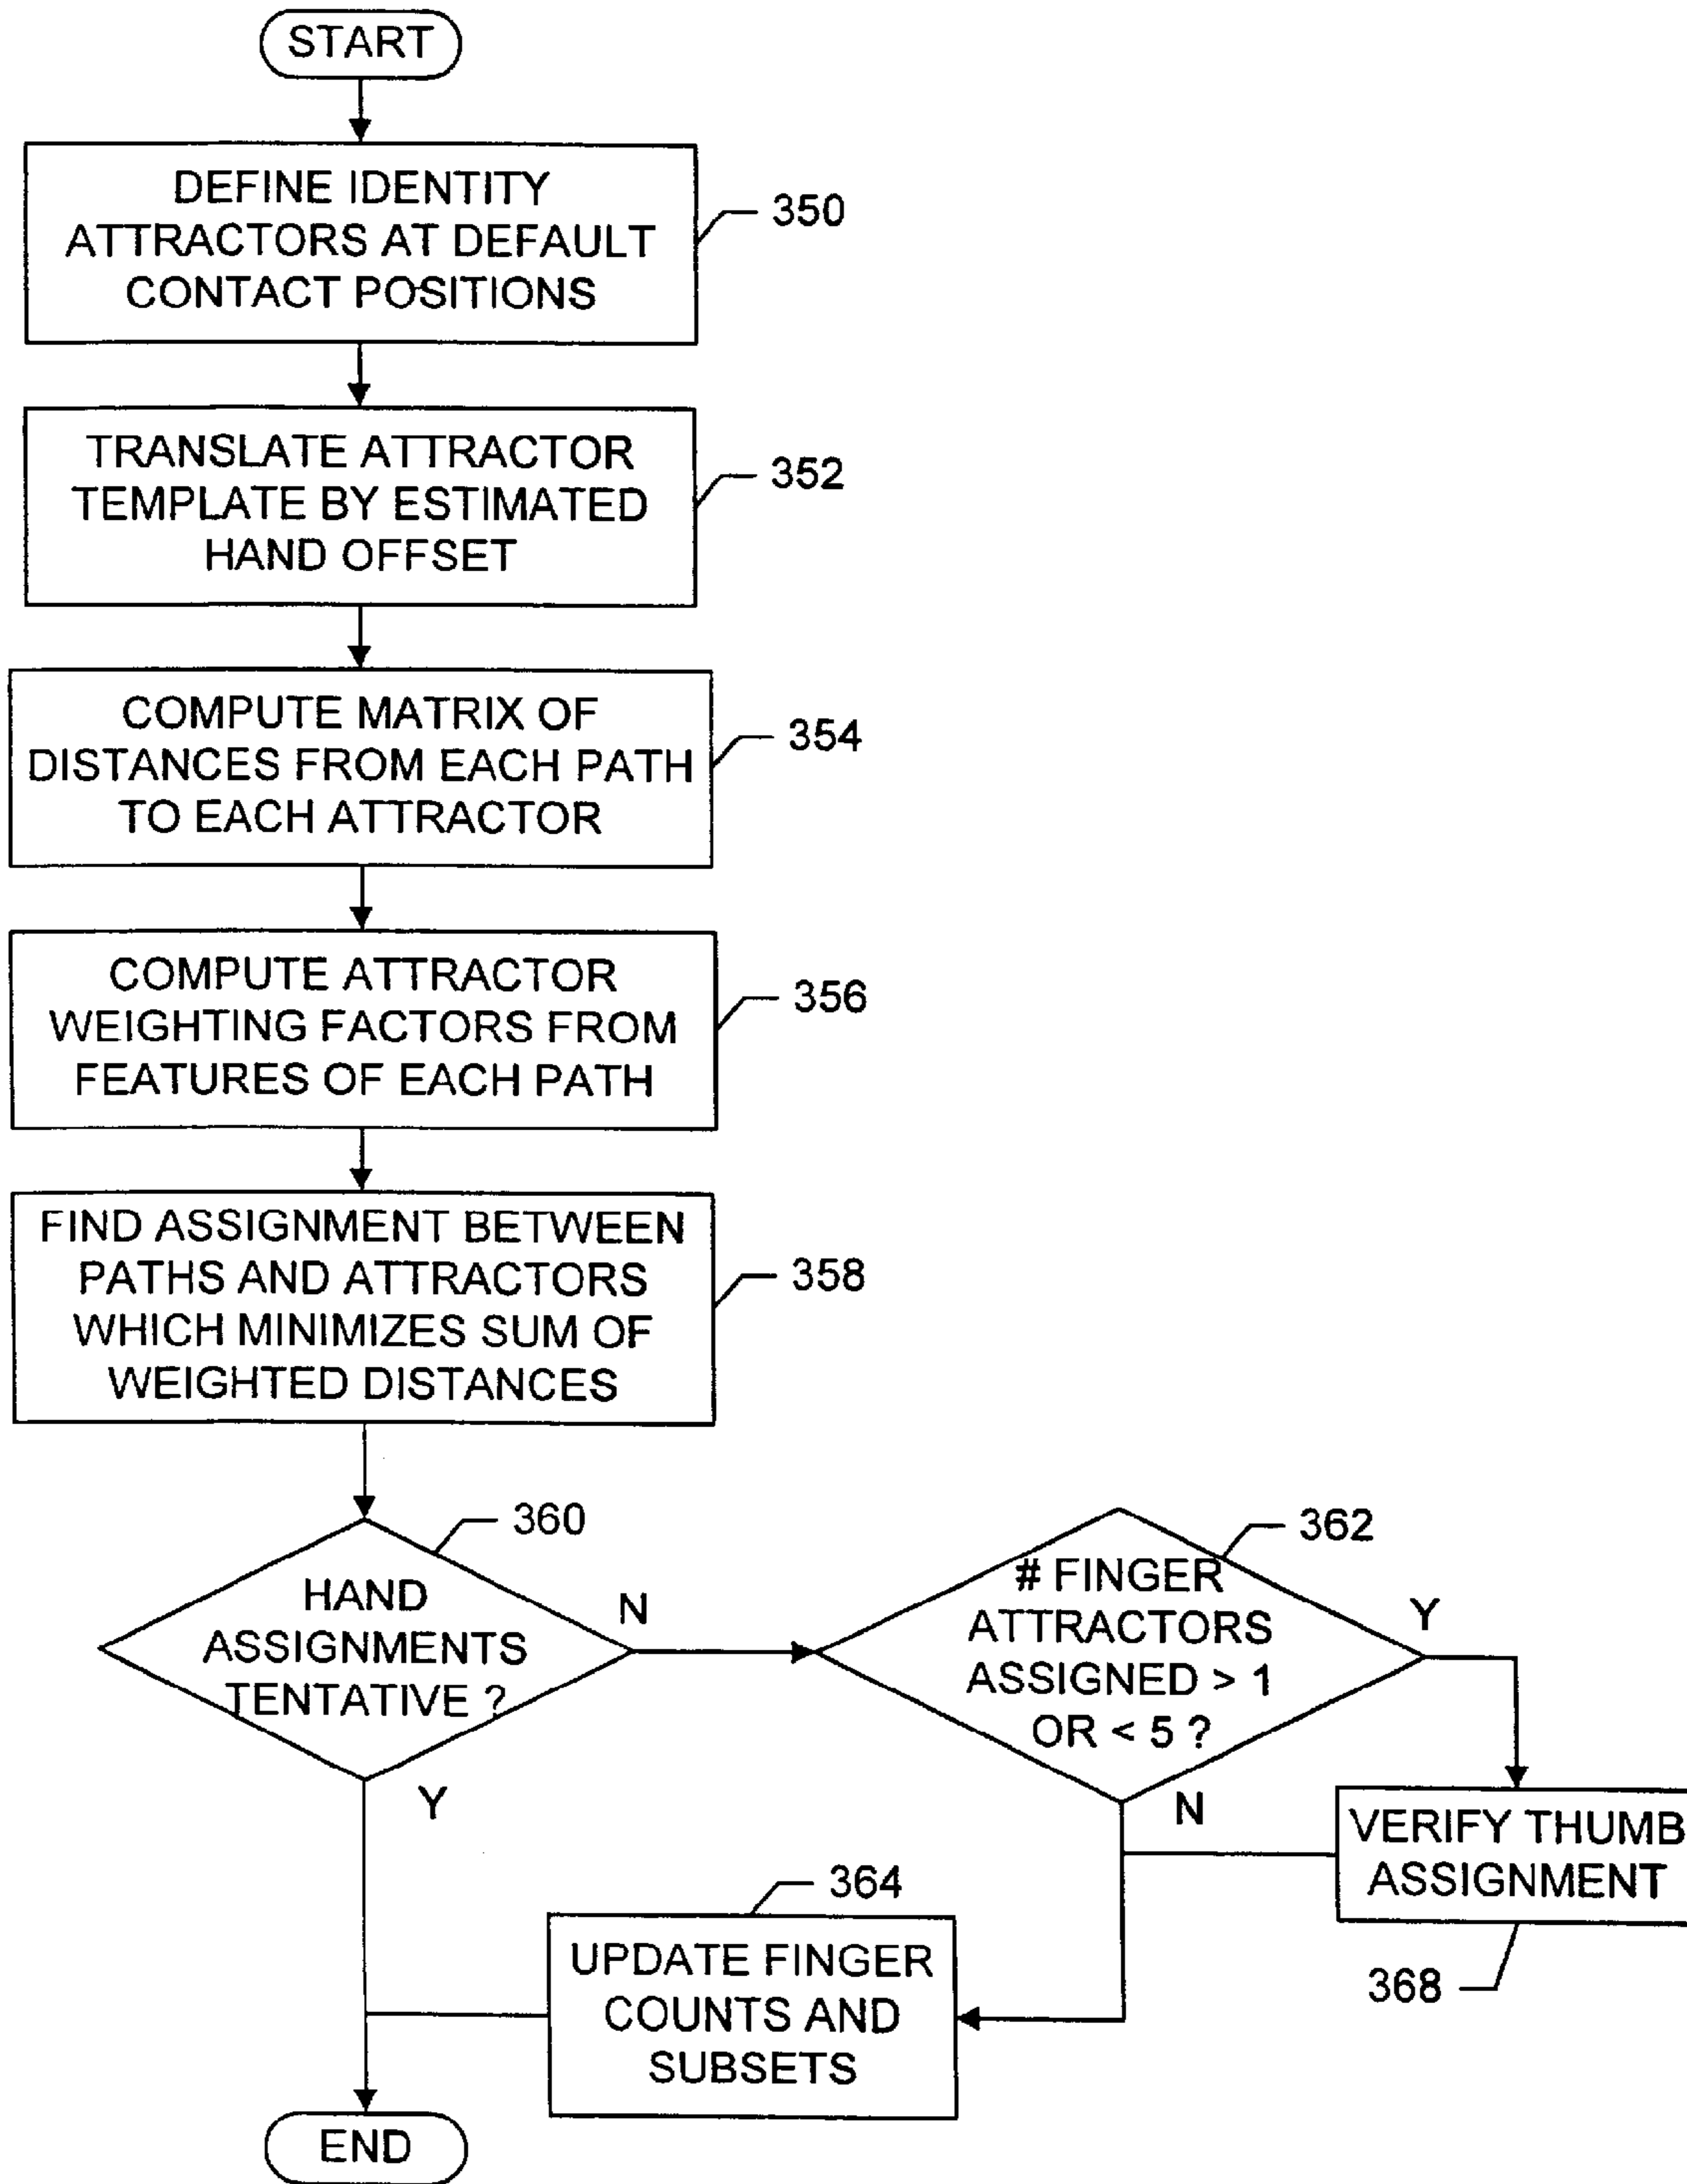 START
DEFINE IDENTITY
ATTRACTORS AT DEFAULT
CONTACT POSITIONS
350
TRANSLATE ATTRACTOR
TEMPLATE BY ESTIMATED
HAND OFFSET
352
COMPUTE MATRIX OF
DISTANCES FROM EACH PATH
TO EACH ATTRACTOR
354
COMPUTE ATTRACTOR
WEIGHTING FACTORS FROM
FEATURES OF EACH PATH
356
FIND ASSIGNMENT BETWEEN
PATHS AND ATTRACTORS
WHICH MINIMIZES SUM OF
WEIGHTED DISTANCES
358
360
HAND
ASSIGNMENTS
TENTATIVE ?
N
Y
362
# FINGER
ATTRACTORS
ASSIGNED > 1
OR < 5 ?
Y
N
VERIFY THUMB
ASSIGNMENT
368
364
UPDATE FINGER
COUNTS AND
SUBSETS
END